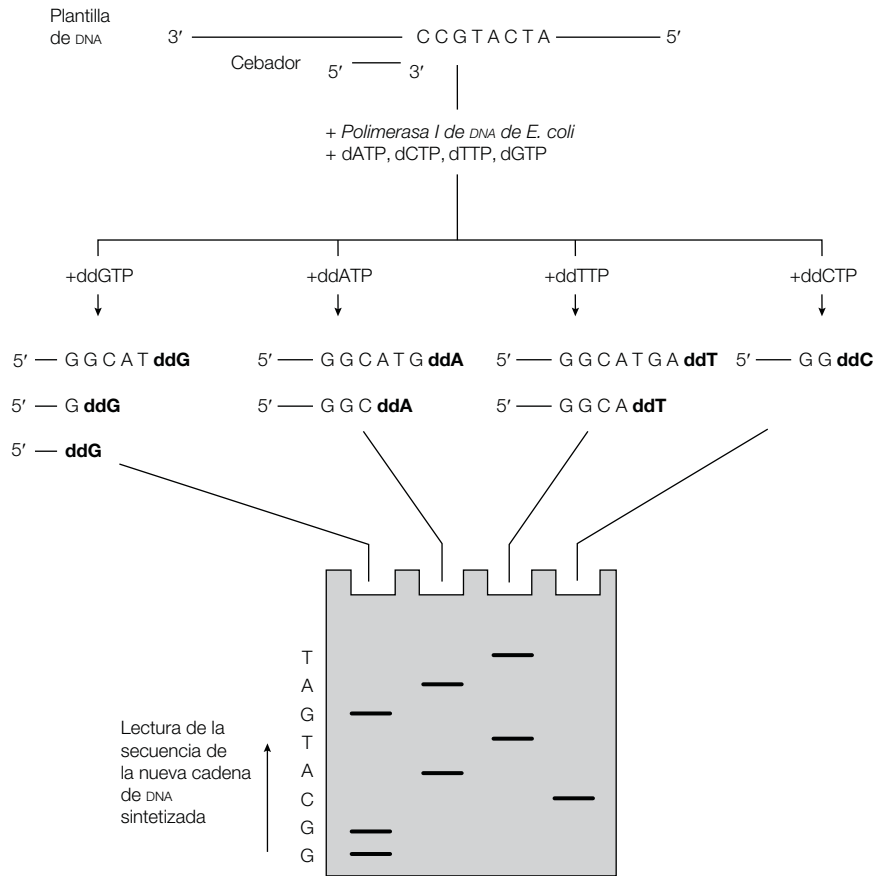 Plantilla
de DNA
3′ CCGTACTA 5′
Cebador
5′ 3′
+ Polimerasa I de DNA de E. coli
+ dATP, dCTP, dTTP, dGTP
+ddGTP +ddATP +ddTTP +ddCTP
5′ — G G C A T ddG 5′ — G G C A T G ddA 5′ — G G C A T G A ddT 5′ — G G ddC
5′ — G ddG 5′ — G G C ddA 5′ — G G C A ddT
5′ — ddG
T
A
G
T
A
C
G
G
Lectura de la
secuencia de
la nueva cadena
de DNA
sintetizada